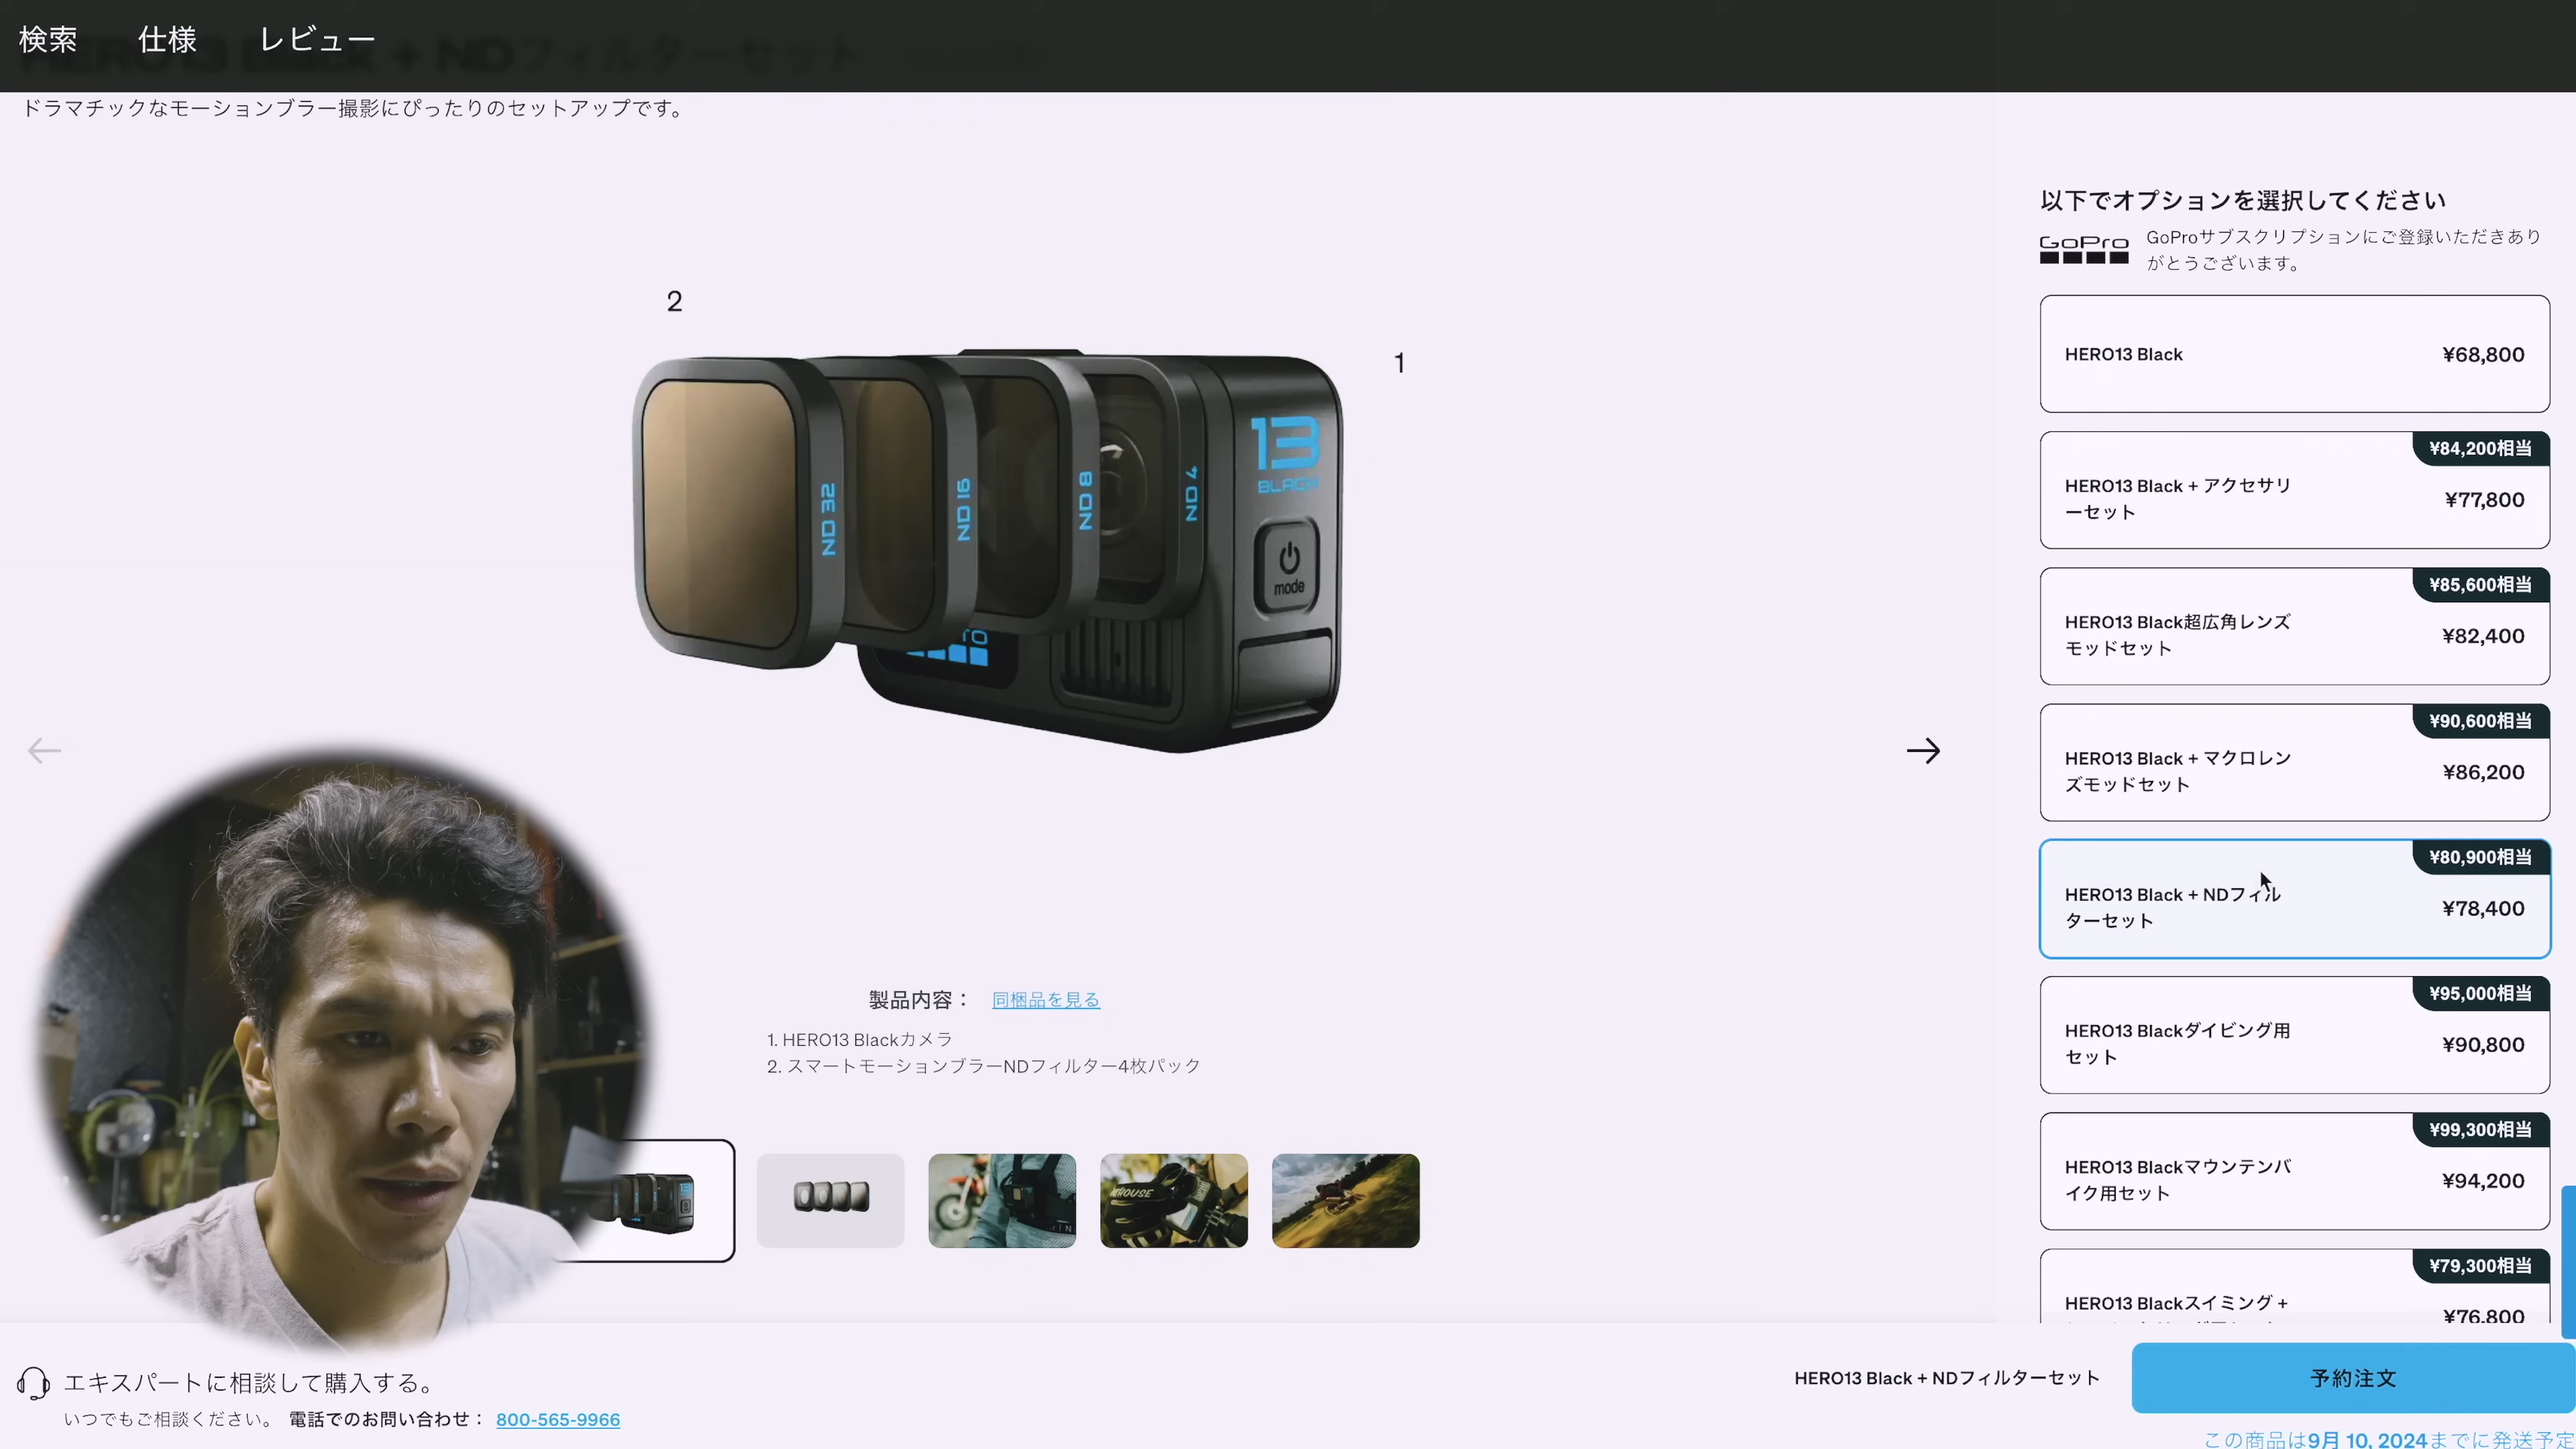 検索 仕様 レビュー
HERO13 Black + NDフィルターセット
ドラマチックなモーションブラー撮影にぴったりのセットアップです。
2
1
ND 32
ND 16
ND 8
ND 4
13
BLACK
mode
製品内容： 同梱品を見る
1. HERO13 Blackカメラ
2. スマートモーションブラーNDフィルター4枚パック
以下でオプションを選択してください
GoPro
GoProサブスクリプションにご登録いただきあり
がとうございます。
HERO13 Black ¥68,800
¥84,200相当
HERO13 Black + アクセサリ
ーセット
¥77,800
¥85,600相当
HERO13 Black超広角レンズ
モッドセット
¥82,400
¥90,600相当
HERO13 Black + マクロレン
ズモッドセット
¥86,200
¥80,900相当
HERO13 Black + NDフィル
ターセット
¥78,400
¥95,000相当
HERO13 Blackダイビング用
セット
¥90,800
¥99,300相当
HERO13 Blackマウンテンバ
イク用セット
¥94,200
¥79,300相当
HERO13 Blackスイミング +
¥76,800
エキスパートに相談して購入する。
いつでもご相談ください。 電話でのお問い合わせ： 800-565-9966
HERO13 Black + NDフィルターセット
予約注文
この商品は9月 10, 2024までに発送予定